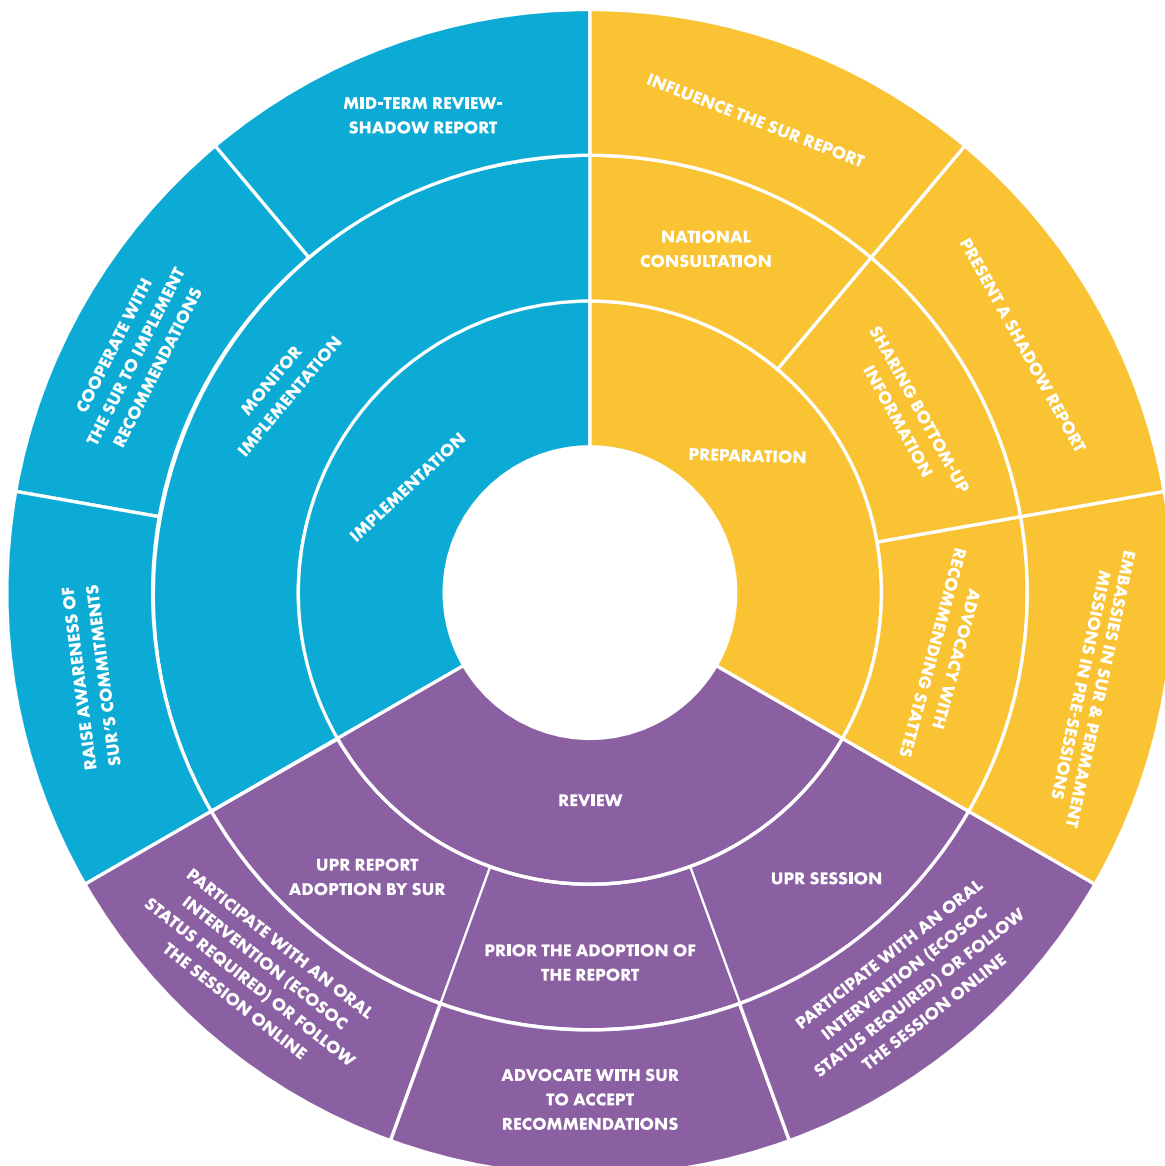 MID-TERM REVIEW-
SHADOW REPORT
INFLUENCE THE SUR REPORT
COOPERATE WITH
THE SUR TO IMPLEMENT
RECOMMENDATIONS
NATIONAL
CONSULTATION
PRESENT A SHADOW REPORT
MONITOR
IMPLEMENTATION
SHARING BOTTOM-UP
INFORMATION
IMPLEMENTATION
PREPARATION
RAISE AWARENESS OF
SUR'S COMMITMENTS
ADVOCACY WITH
RECOMMENDING STATTES
EMBASSIES IN SUR & PERMAMENT
MISSIONS IN PRE-SESSIONS
REVIEW
UPR REPORT
ADOPTION BY SUR
PRIOR THE ADOPTION OF
THE REPORT
UPR SESSION
PARTICIPATE WITH AN ORAL
INTERVENTION (ECOSOC
STATUS REQUIRED) OR FOLLOW
THE SESSION ONLINE
ADVOCATE WITH SUR
TO ACCEPT
RECOMMENDATIONS
PARTICIPATE WITH AN ORAL
INTERVENTION (ECOSOC
STATUS REQUIRED) OR FOLLOW
THE SESSION ONLINE